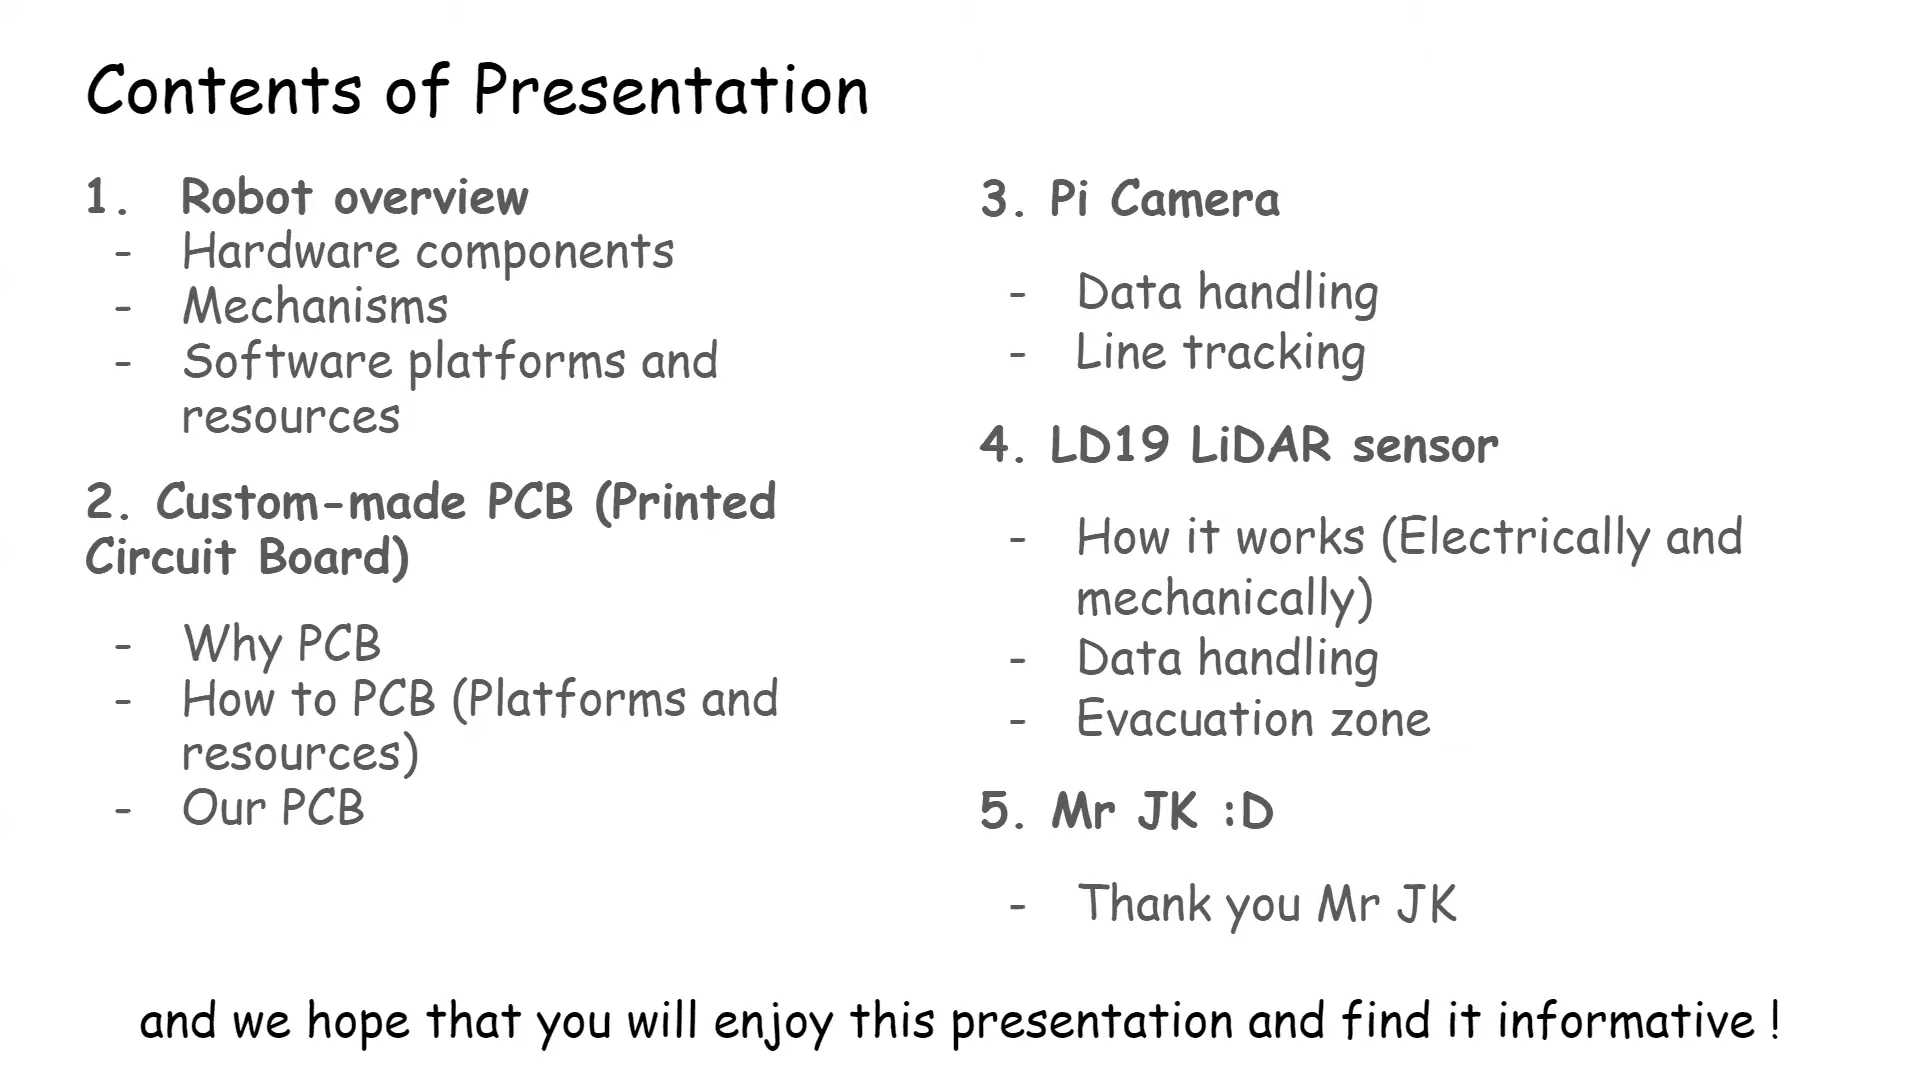 Contents of Presentation
1. Robot overview
- Hardware components
- Mechanisms
- Software platforms and
resources
2. Custom-made PCB (Printed
Circuit Board)
- Why PCB
- How to PCB (Platforms and
resources)
- Our PCB
3. Pi Camera
- Data handling
- Line tracking
4. LD19 LiDAR sensor
- How it works (Electrically and
mechanically)
- Data handling
- Evacuation zone
5. Mr JK :D
- Thank you Mr JK
and we hope that you will enjoy this presentation and find it informative !